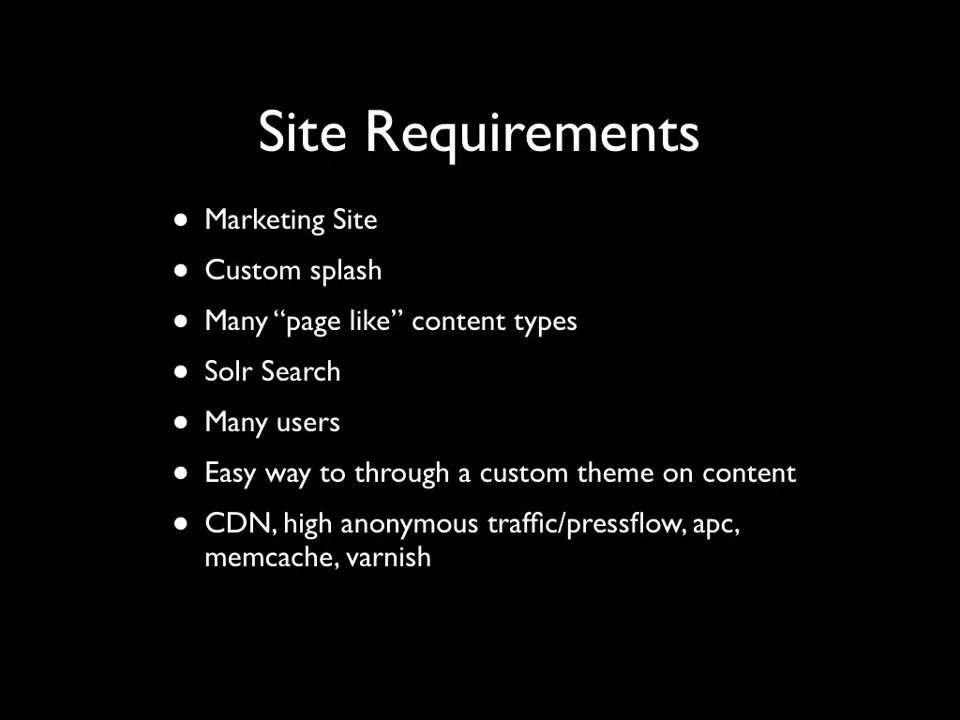 Site Requirements
• Marketing Site
• Custom splash
• Many “page like” content types
• Solr Search
• Many users
• Easy way to through a custom theme on content
• CDN, high anonymous traffic/pressflow, apc,
memcache, varnish